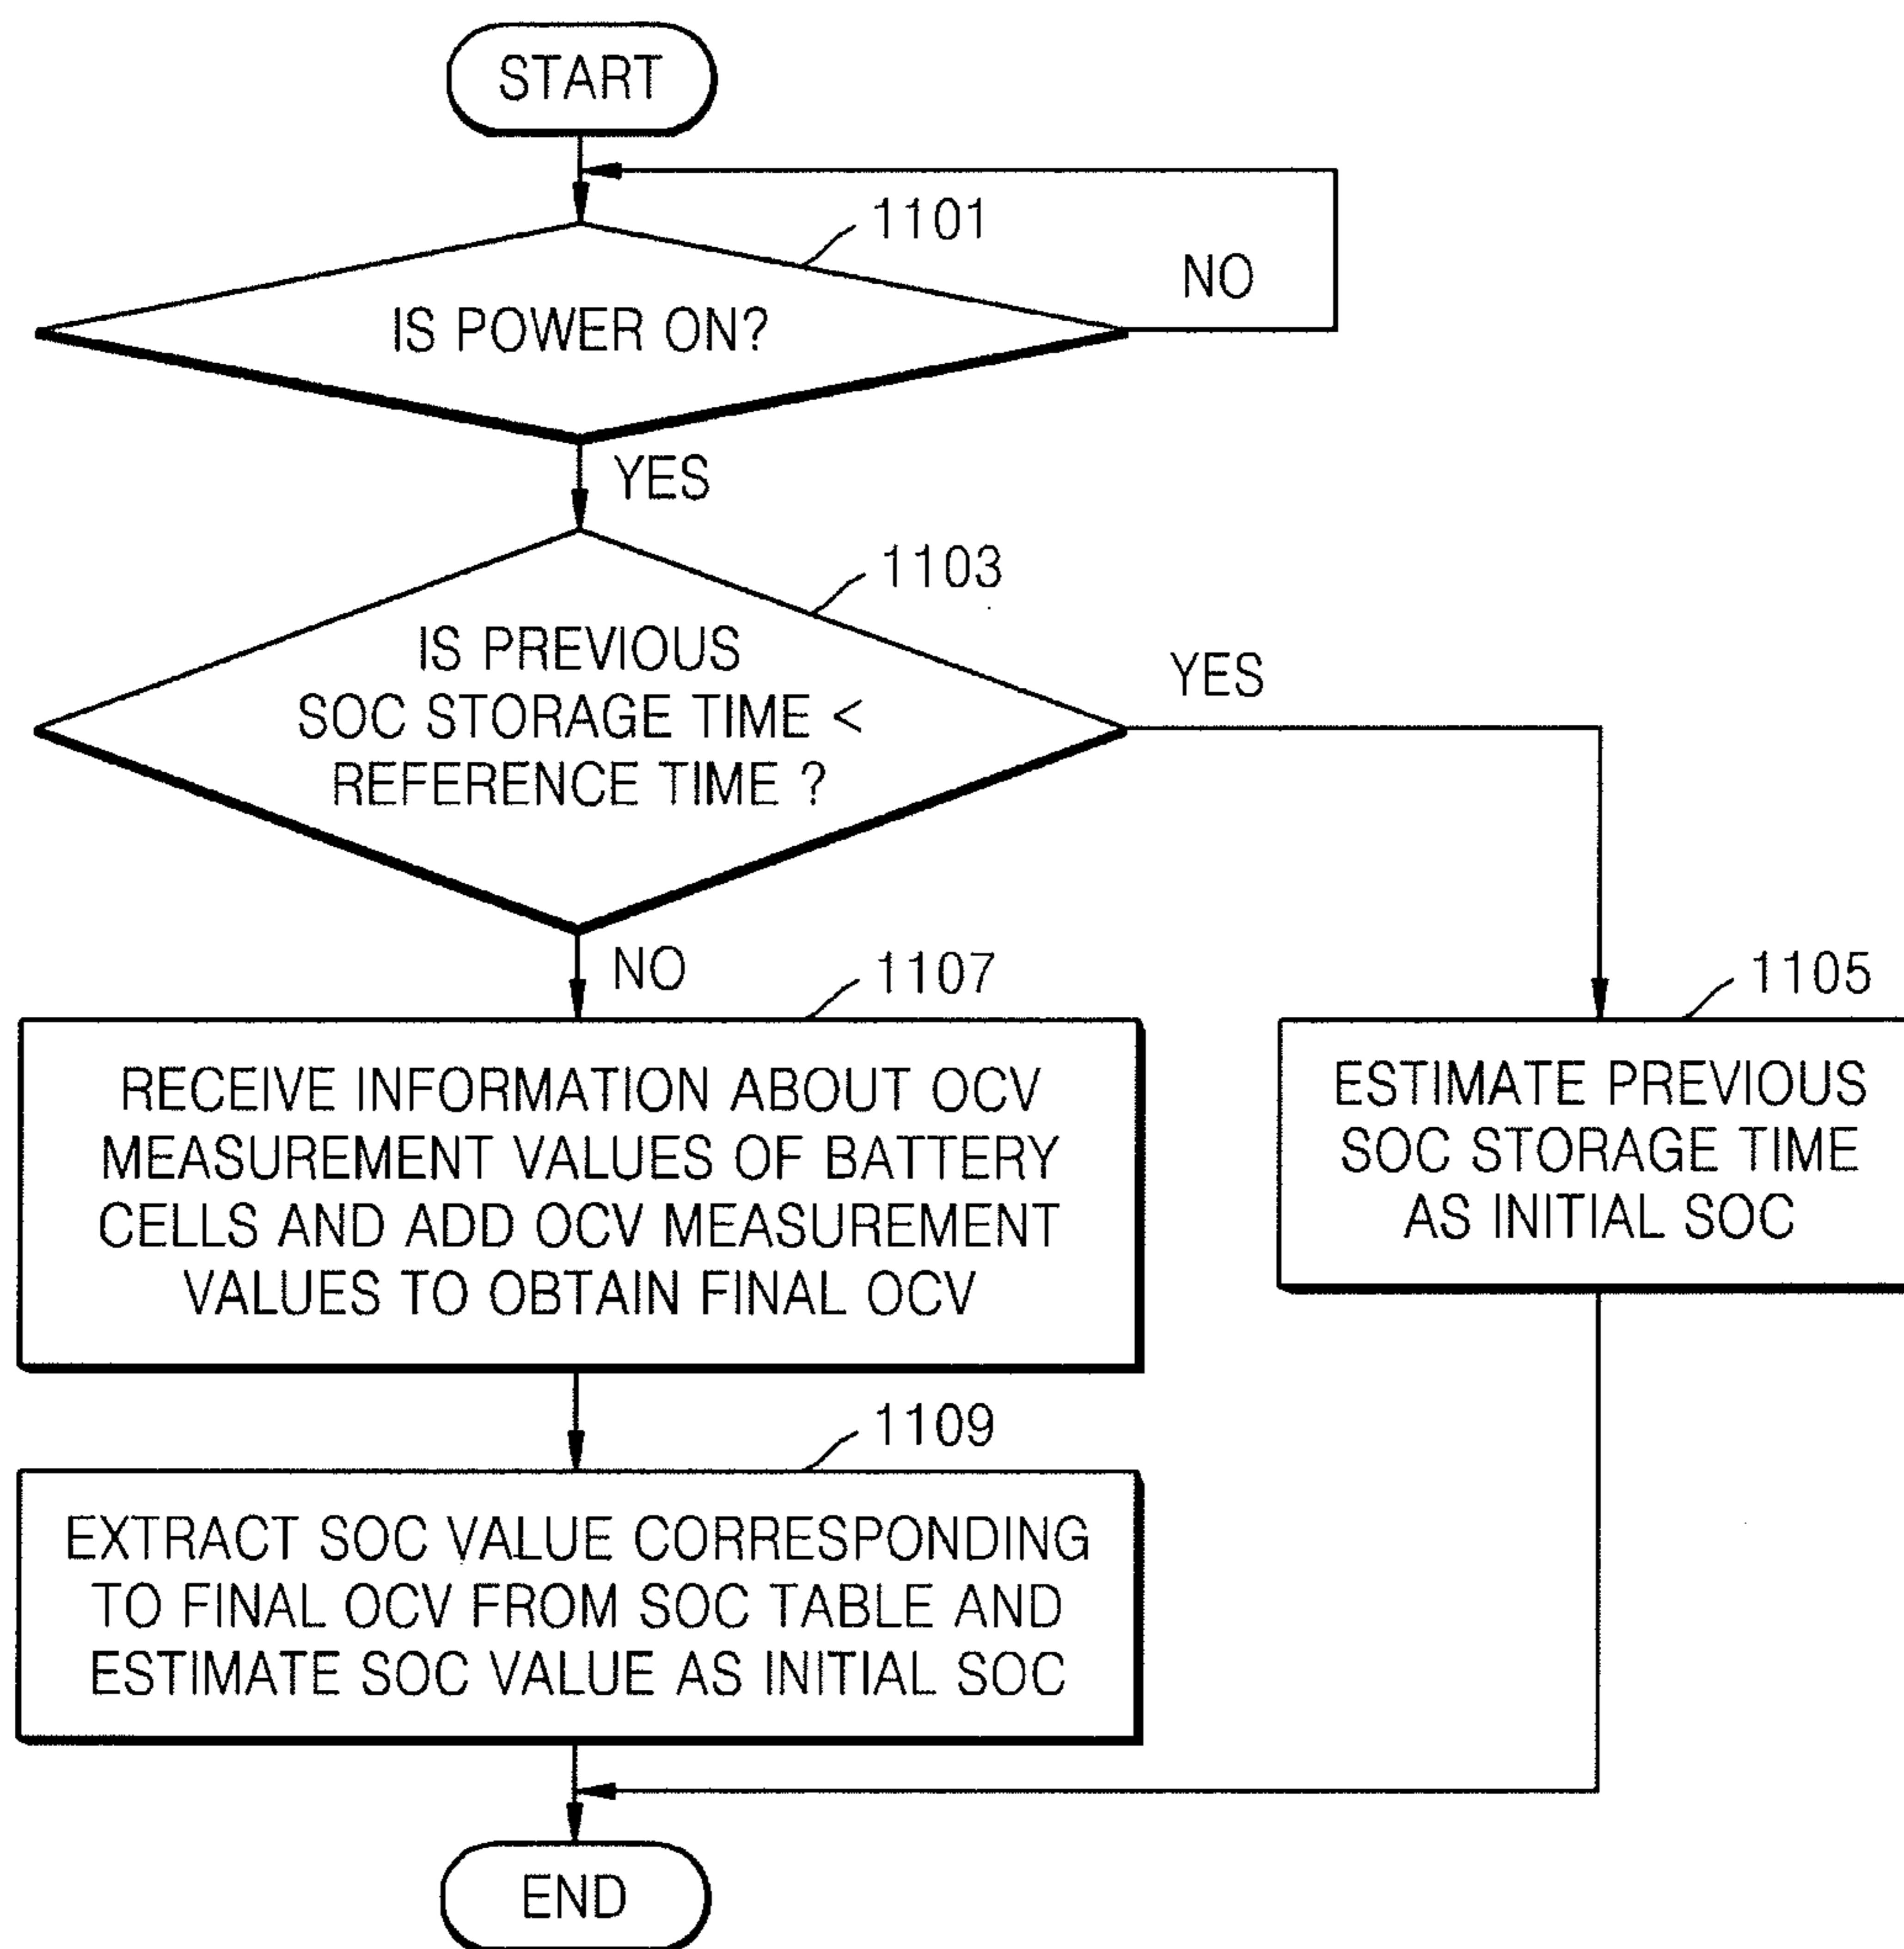 START
1101
IS POWER ON?
NO
YES
1103
IS PREVIOUS
SOC STORAGE TIME <
REFERENCE TIME ?
YES
NO
1107
RECEIVE INFORMATION ABOUT OCV
MEASUREMENT VALUES OF BATTERY
CELLS AND ADD OCV MEASUREMENT
VALUES TO OBTAIN FINAL OCV
1105
ESTIMATE PREVIOUS
SOC STORAGE TIME
AS INITIAL SOC
1109
EXTRACT SOC VALUE CORRESPONDING
TO FINAL OCV FROM SOC TABLE AND
ESTIMATE SOC VALUE AS INITIAL SOC
END